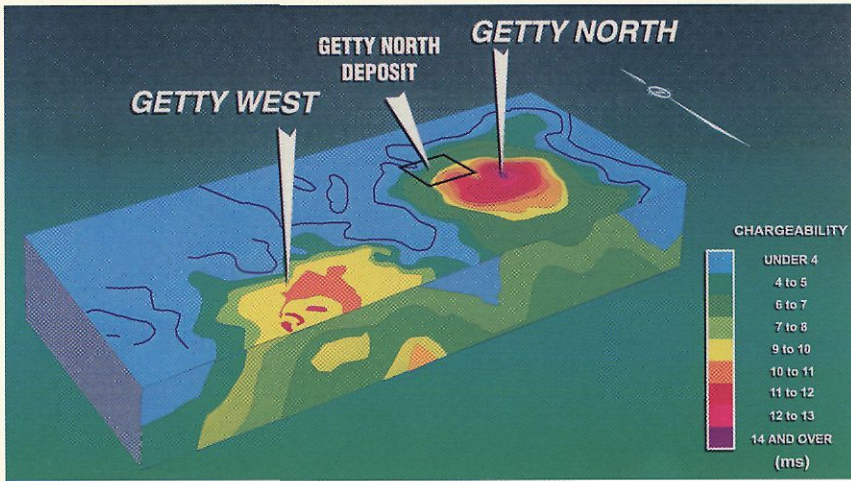 GETTY NORTH
GETTY NORTH
DEPOSIT
GETTY WEST
CHARGEABILITY
UNDER 4
4 to 5
6 to 7
7 to 8
9 to 10
10 to 11
11 to 12
12 to 13
14 AND OVER
(ms)